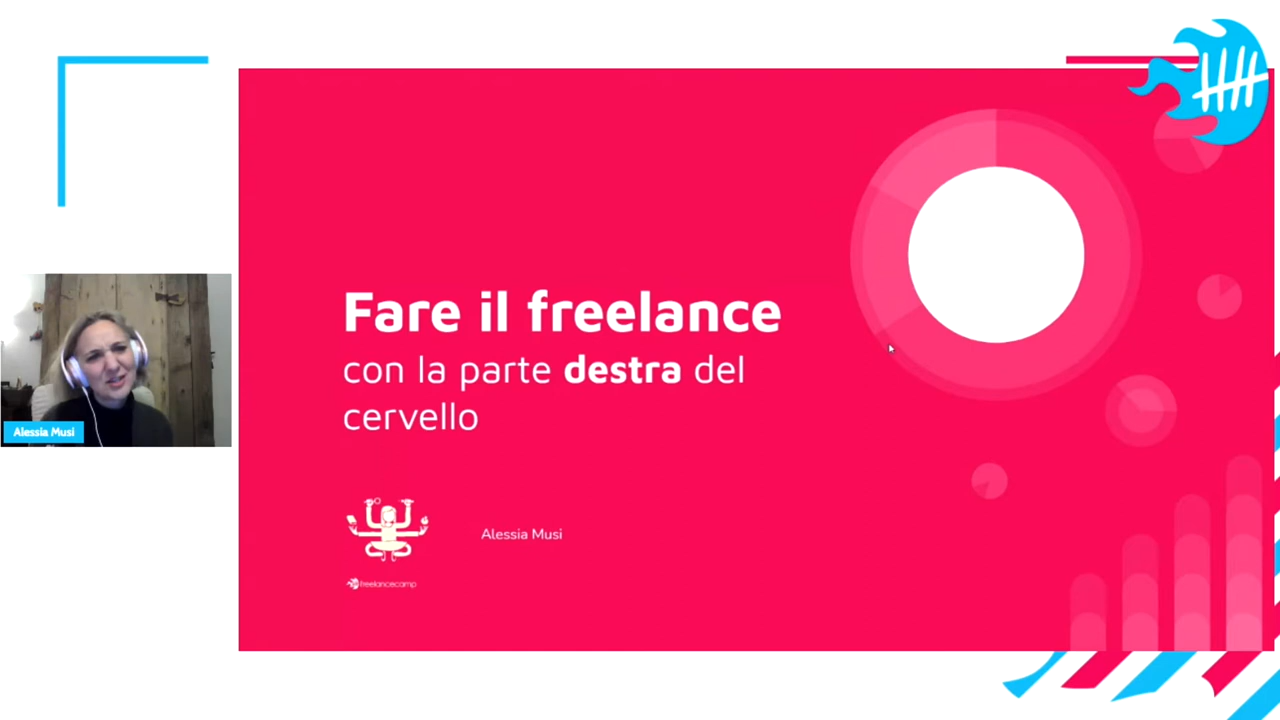 Fare il freelance
con la parte destra del
cervello
Alessia Musi
Alessia Musi
freelancecamp